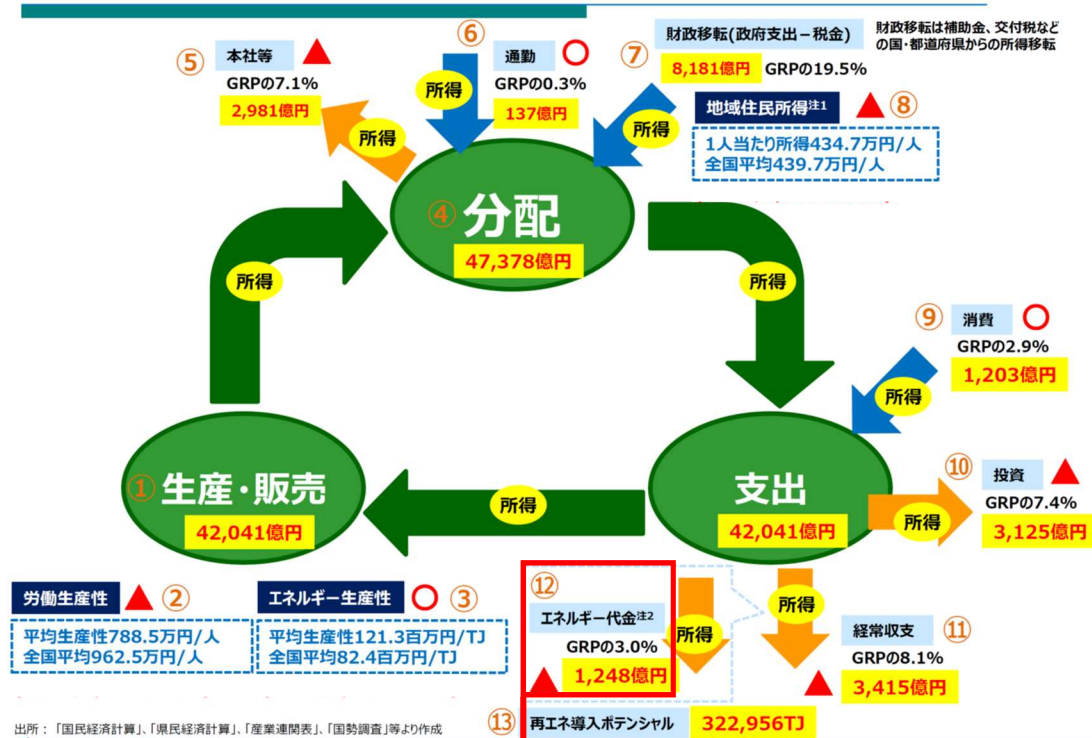 ⑤
本社等
GRPの7.1%
2,981億円
所得
⑥
通勤
GRPの0.3%
137億円
所得
⑦
財政移転(政府支出−税金)
8,181億円 GRPの19.5%
所得
財政移転は補助金、交付税など
の国・都道府県からの所得移転
地域住民所得注1 ⑧
1人当たり所得434.7万円/人
全国平均439.7万円/人
④ 分配
47,378億円
所得
所得
⑨ 消費
GRPの2.9%
1,203億円
所得
① 生産・販売
42,041億円
所得
支出
42,041億円
⑩
投資
GRPの7.4%
3,125億円
所得
労働生産性 ②
平均生産性788.5万円/人
全国平均962.5万円/人
エネルギー生産性 ③
平均生産性121.3百万円/TJ
全国平均82.4百万円/TJ
⑫
エネルギー代金注2
GRPの3.0%
1,248億円
所得
所得
経常収支 ⑪
GRPの8.1%
3,415億円
⑬ 再エネ導入ポテンシャル 322,956TJ
出所:「国民経済計算」、「県民経済計算」、「産業連関表」、「国勢調査」等より作成